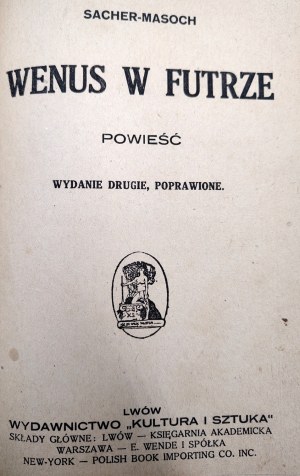 SACHER-MASOCH
WENUS W FUTRZE
POWIEŚĆ
WYDANIE DRUGIE, POPRAWIONE.
LWÓW
WYDAWNICTWO „KULTURA I SZTUKA"
SKŁADY GŁÓWNE: LWÓW — KSIĘGARNIA AKADEMICKA
WARSZAWA — E. WENDE I SPÓŁKA
NEW-YORK — POLISH BOOK IMPORTING CO. INC.